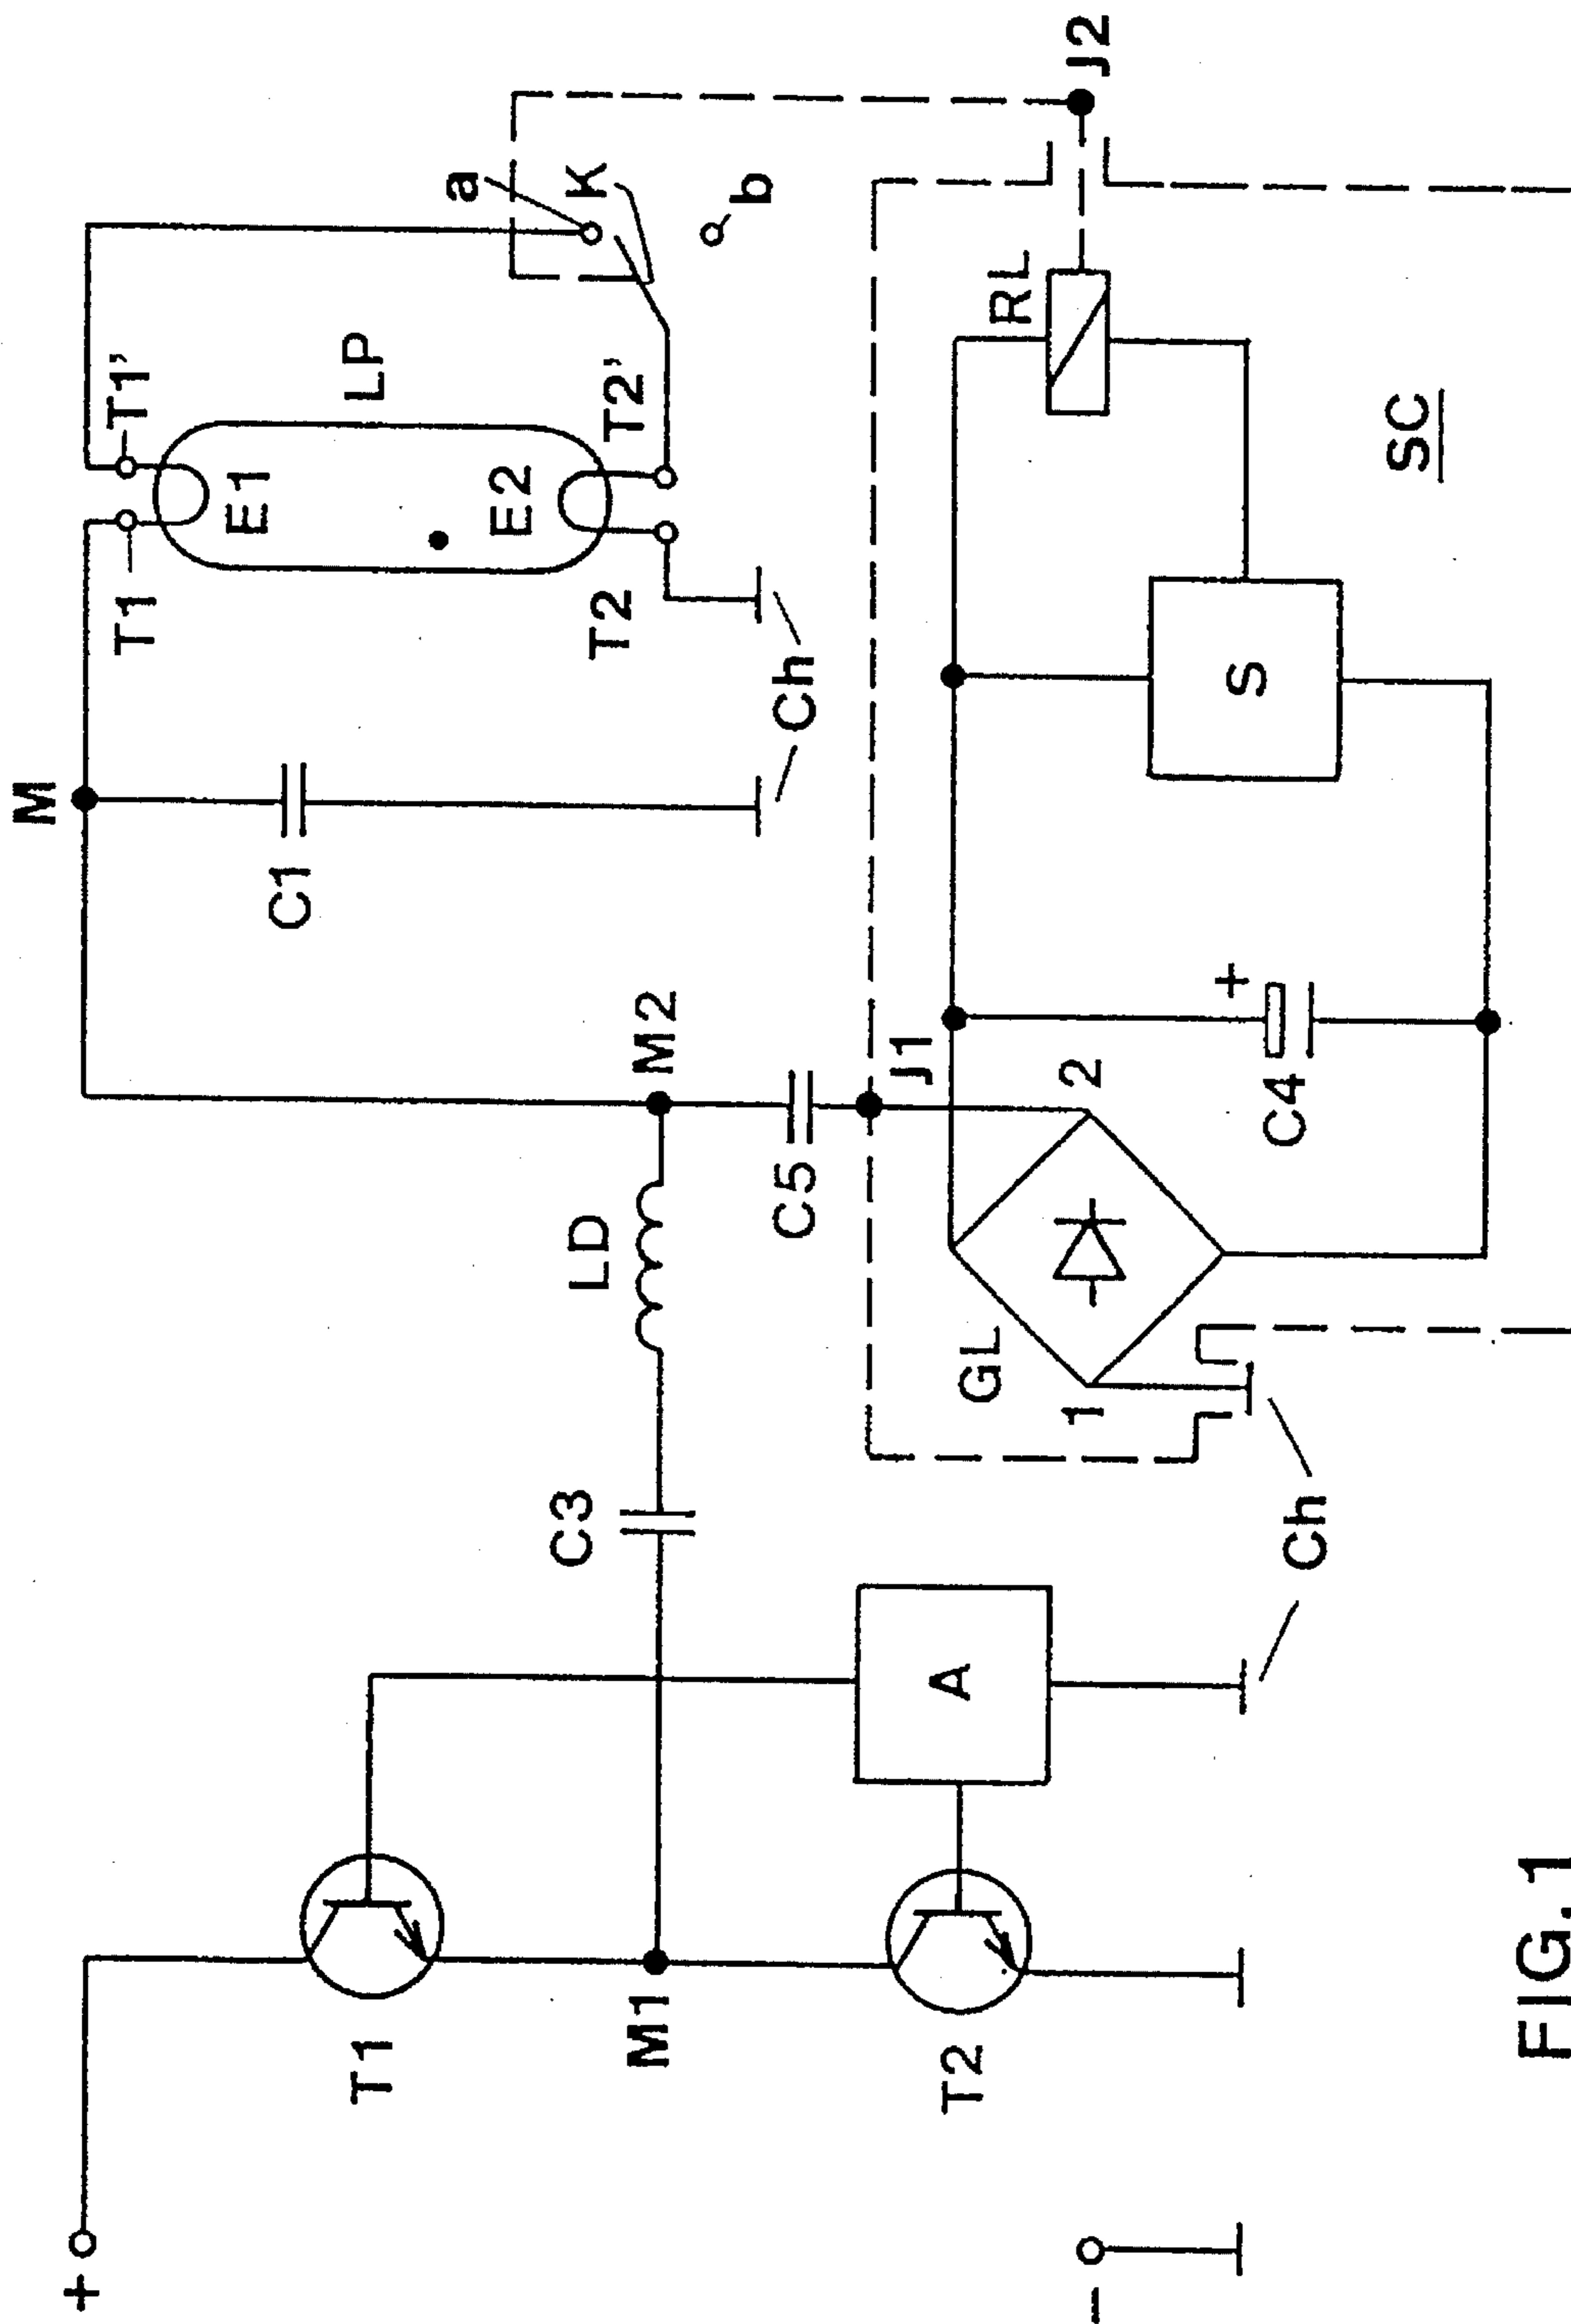 +
T1
M1
T2
-
A
Ch
C3
LD
M2
C5
J1
GL
1
2
C4
+
M
C1
Ch
T1
T1'
E1
LP
E2
T2
T2'
a
K
b
J2
RL
S
SC
FIG.1